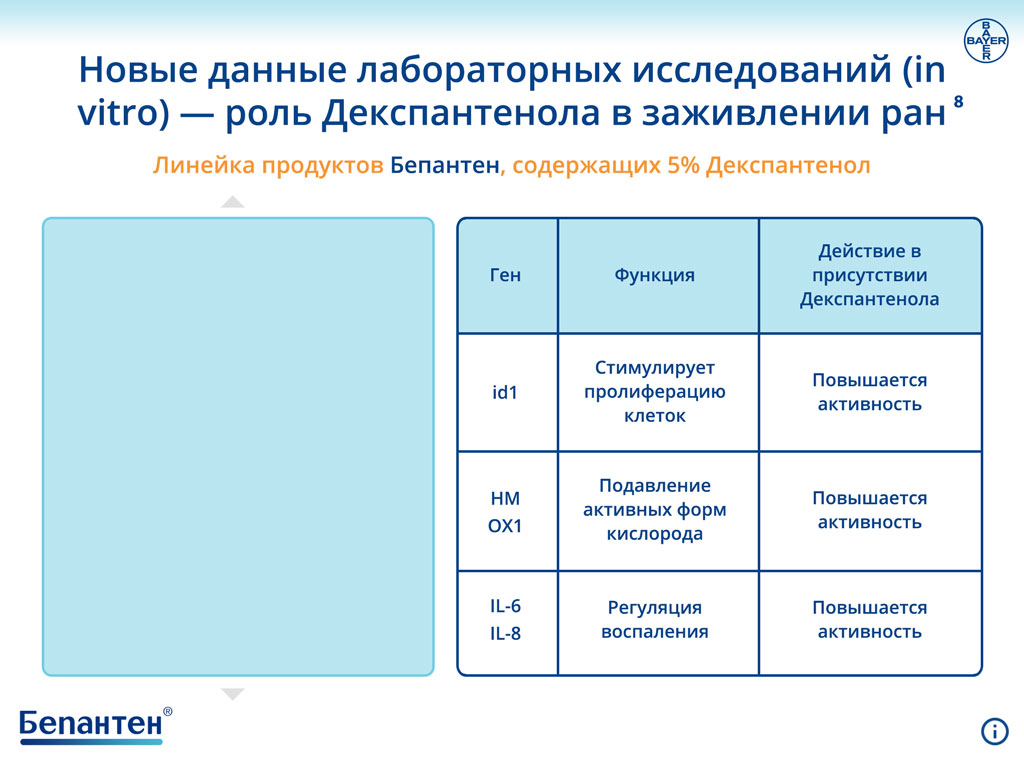 BAYER
BAYER
Новые данные лабораторных исследований (in
vitro) — роль Декспантенола в заживлении ран 8
Линейка продуктов Бепантен, содержащих 5% Декспантенол
Ген
Функция
Действие в
присутствии
Декспантенола
id1
Стимулирует
пролиферацию
клеток
Повышается
активность
HM
OX1
Подавление
активных форм
кислорода
Повышается
активность
IL-6
IL-8
Регуляция
воспаления
Повышается
активность
Бепантен®
i